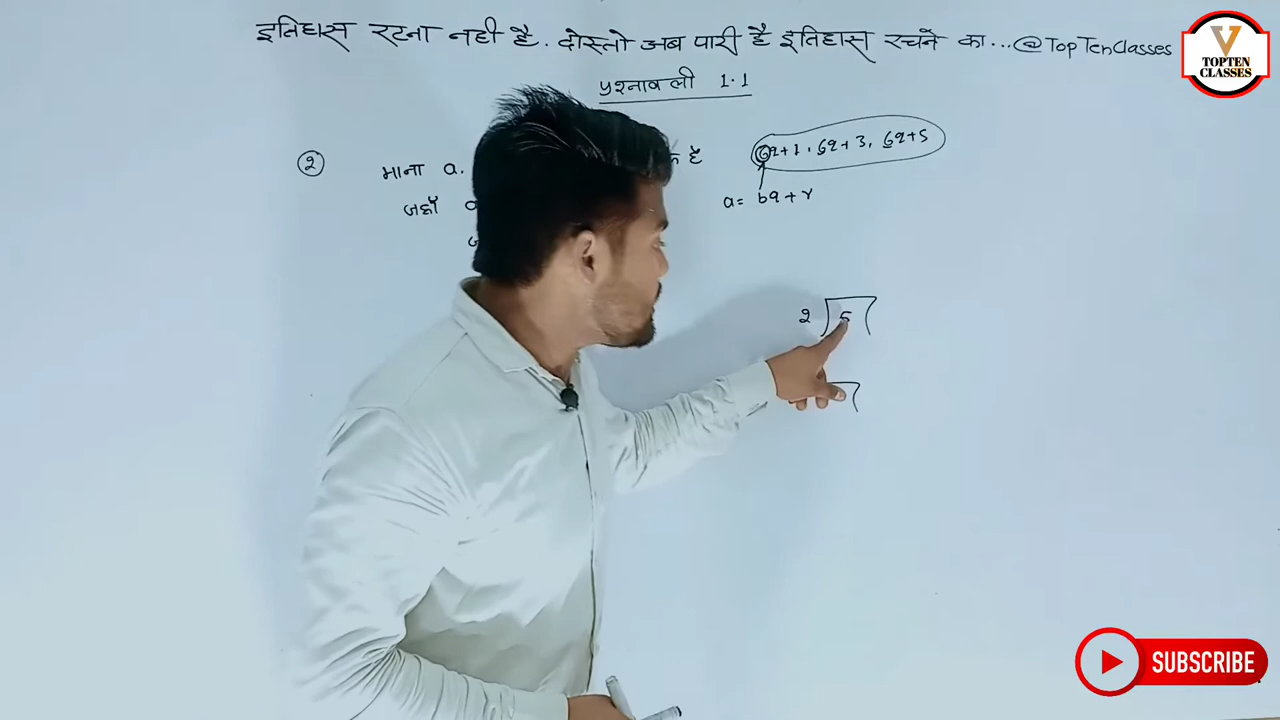 इतिहास रटना नही है. दोस्तो अब पारी है इतिहास रचने का...@TopTenClasses
V
TOPTEN
CLASSES
प्रश्नावली 1.1
② माना a. है 6q+1, 6q+3, 6q+5
जहाँ a= bq+r
2 5
SUBSCRIBE